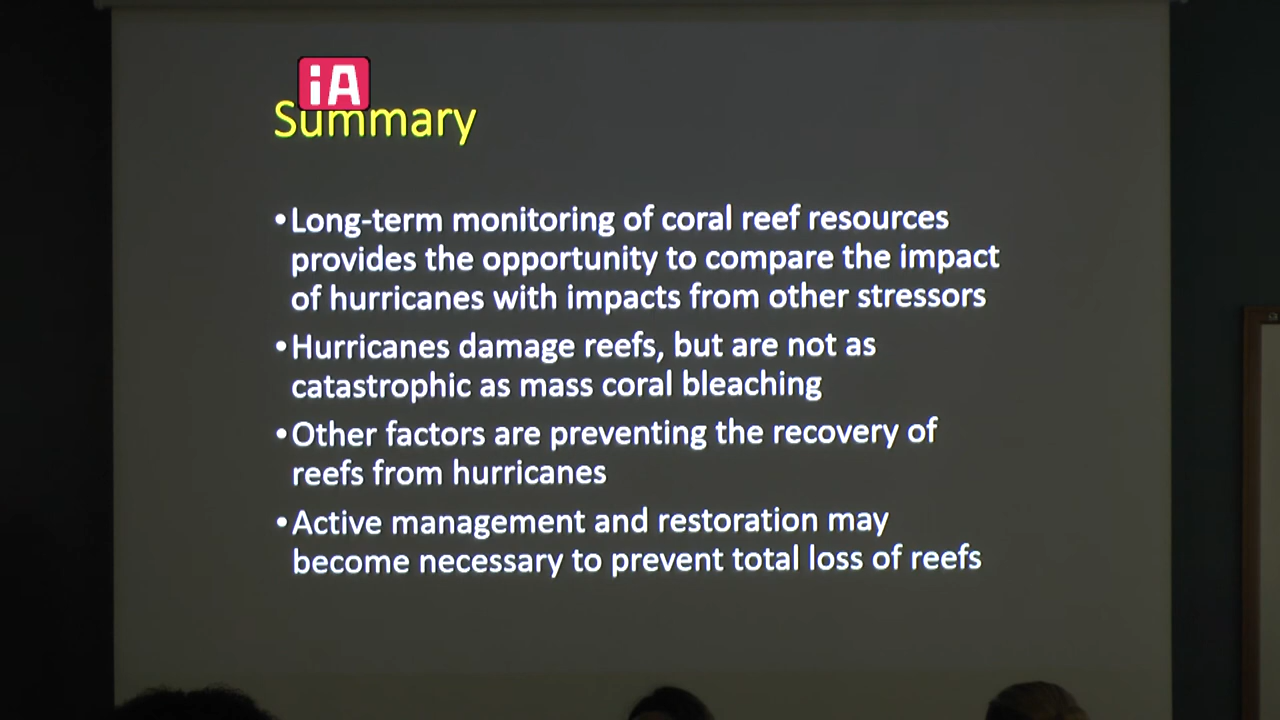 iA
Summary
•Long-term monitoring of coral reef resources
provides the opportunity to compare the impact
of hurricanes with impacts from other stressors
•Hurricanes damage reefs, but are not as
catastrophic as mass coral bleaching
•Other factors are preventing the recovery of
reefs from hurricanes
•Active management and restoration may
become necessary to prevent total loss of reefs